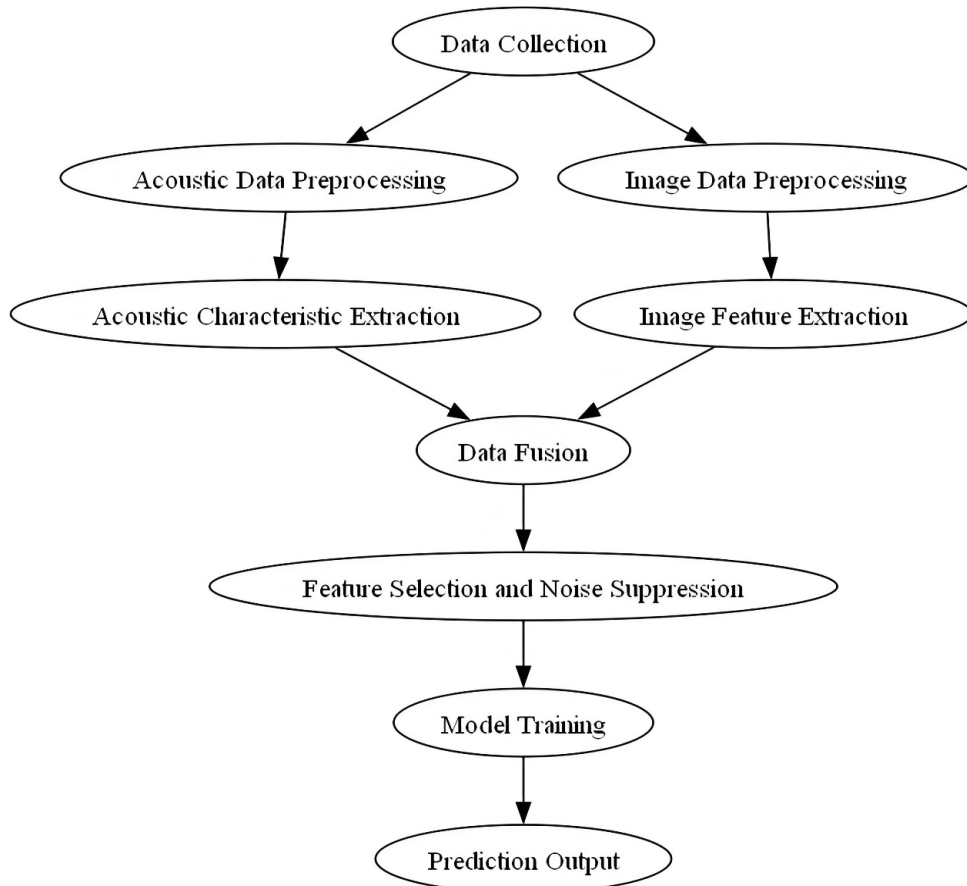 Data Collection
Acoustic Data Preprocessing
Image Data Preprocessing
Acoustic Characteristic Extraction
Image Feature Extraction
Data Fusion
Feature Selection and Noise Suppression
Model Training
Prediction Output